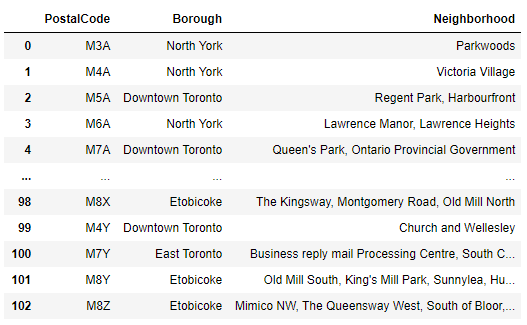 PostalCode Borough Neighborhood
0 M3A North York Parkwoods
1 M4A North York Victoria Village
2 M5A Downtown Toronto Regent Park, Harbourfront
3 M6A North York Lawrence Manor, Lawrence Heights
4 M7A Downtown Toronto Queen's Park, Ontario Provincial Government
... ... ... ...
98 M8X Etobicoke The Kingsway, Montgomery Road, Old Mill North
99 M4Y Downtown Toronto Church and Wellesley
100 M7Y East Toronto Business reply mail Processing Centre, South C...
101 M8Y Etobicoke Old Mill South, King's Mill Park, Sunnylea, Hu...
102 M8Z Etobicoke Mimico NW, The Queensway West, South of Bloor,...